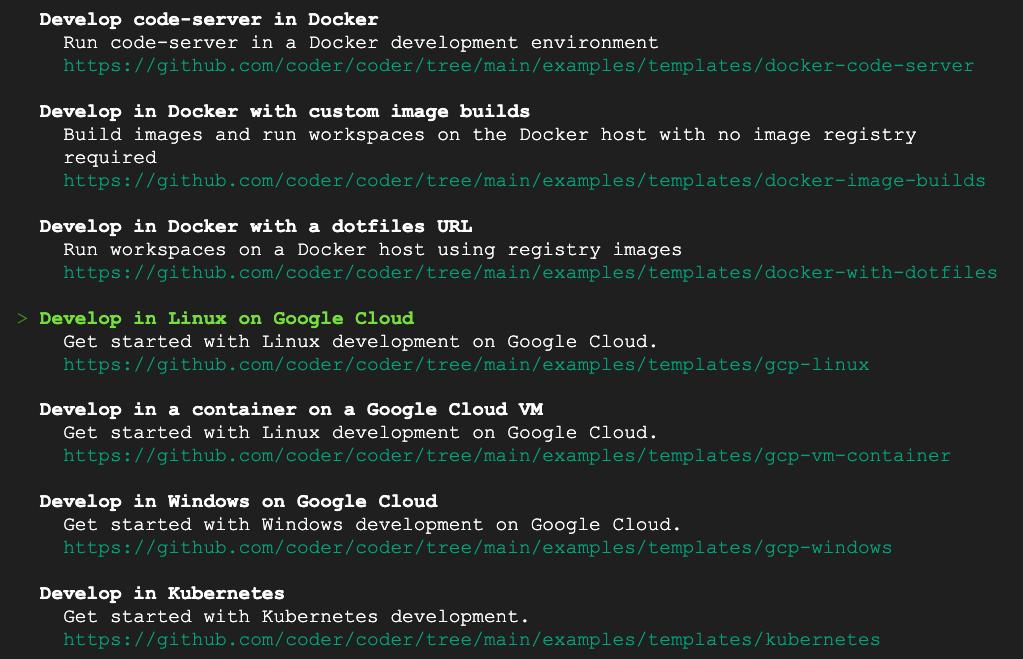 Develop code-server in Docker
Run code-server in a Docker development environment
https://github.com/coder/coder/tree/main/examples/templates/docker-code-server
Develop in Docker with custom image builds
Build images and run workspaces on the Docker host with no image registry
required
https://github.com/coder/coder/tree/main/examples/templates/docker-image-builds
Develop in Docker with a dotfiles URL
Run workspaces on a Docker host using registry images
https://github.com/coder/coder/tree/main/examples/templates/docker-with-dotfiles
> Develop in Linux on Google Cloud
Get started with Linux development on Google Cloud.
https://github.com/coder/coder/tree/main/examples/templates/gcp-linux
Develop in a container on a Google Cloud VM
Get started with Linux development on Google Cloud.
https://github.com/coder/coder/tree/main/examples/templates/gcp-vm-container
Develop in Windows on Google Cloud
Get started with Windows development on Google Cloud.
https://github.com/coder/coder/tree/main/examples/templates/gcp-windows
Develop in Kubernetes
Get started with Kubernetes development.
https://github.com/coder/coder/tree/main/examples/templates/kubernetes